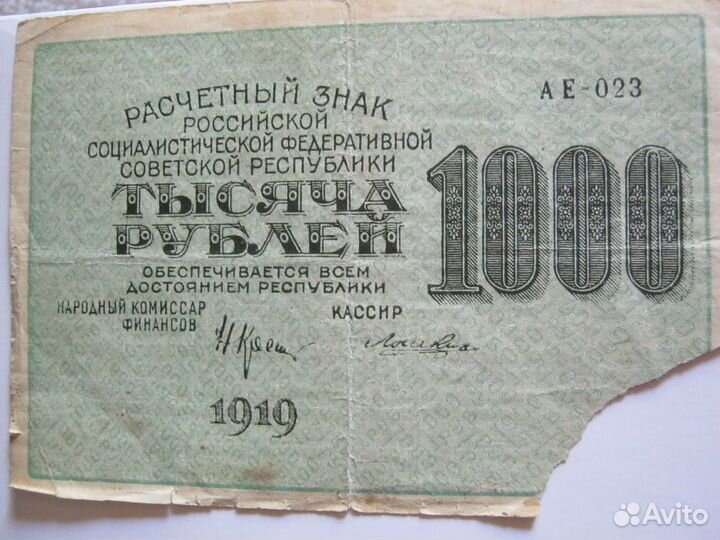 РАСЧЕТНЫЙ ЗНАК
РОССИЙСКОЙ
СОЦИАЛИСТИЧЕСКОЙ ФЕДЕРАТИВНОЙ
СОВЕТСКОЙ РЕСПУБЛИКИ
ТЫСЯЧА
РУБЛЕЙ
ОБЕСПЕЧИВАЕТСЯ ВСЕМ
ДОСТОЯНИЕМ РЕСПУБЛИКИ
НАРОДНЫЙ КОМИССАР
ФИНАНСОВ
КАССИР
1919
АЕ-023
1000
Avito